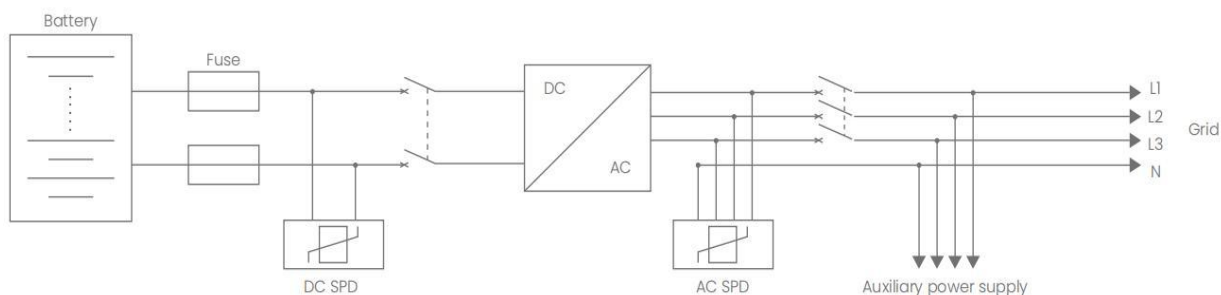 Battery
Fuse
DC
AC
L1
L2
L3
N
Grid
DC SPD
AC SPD
Auxiliary power supply